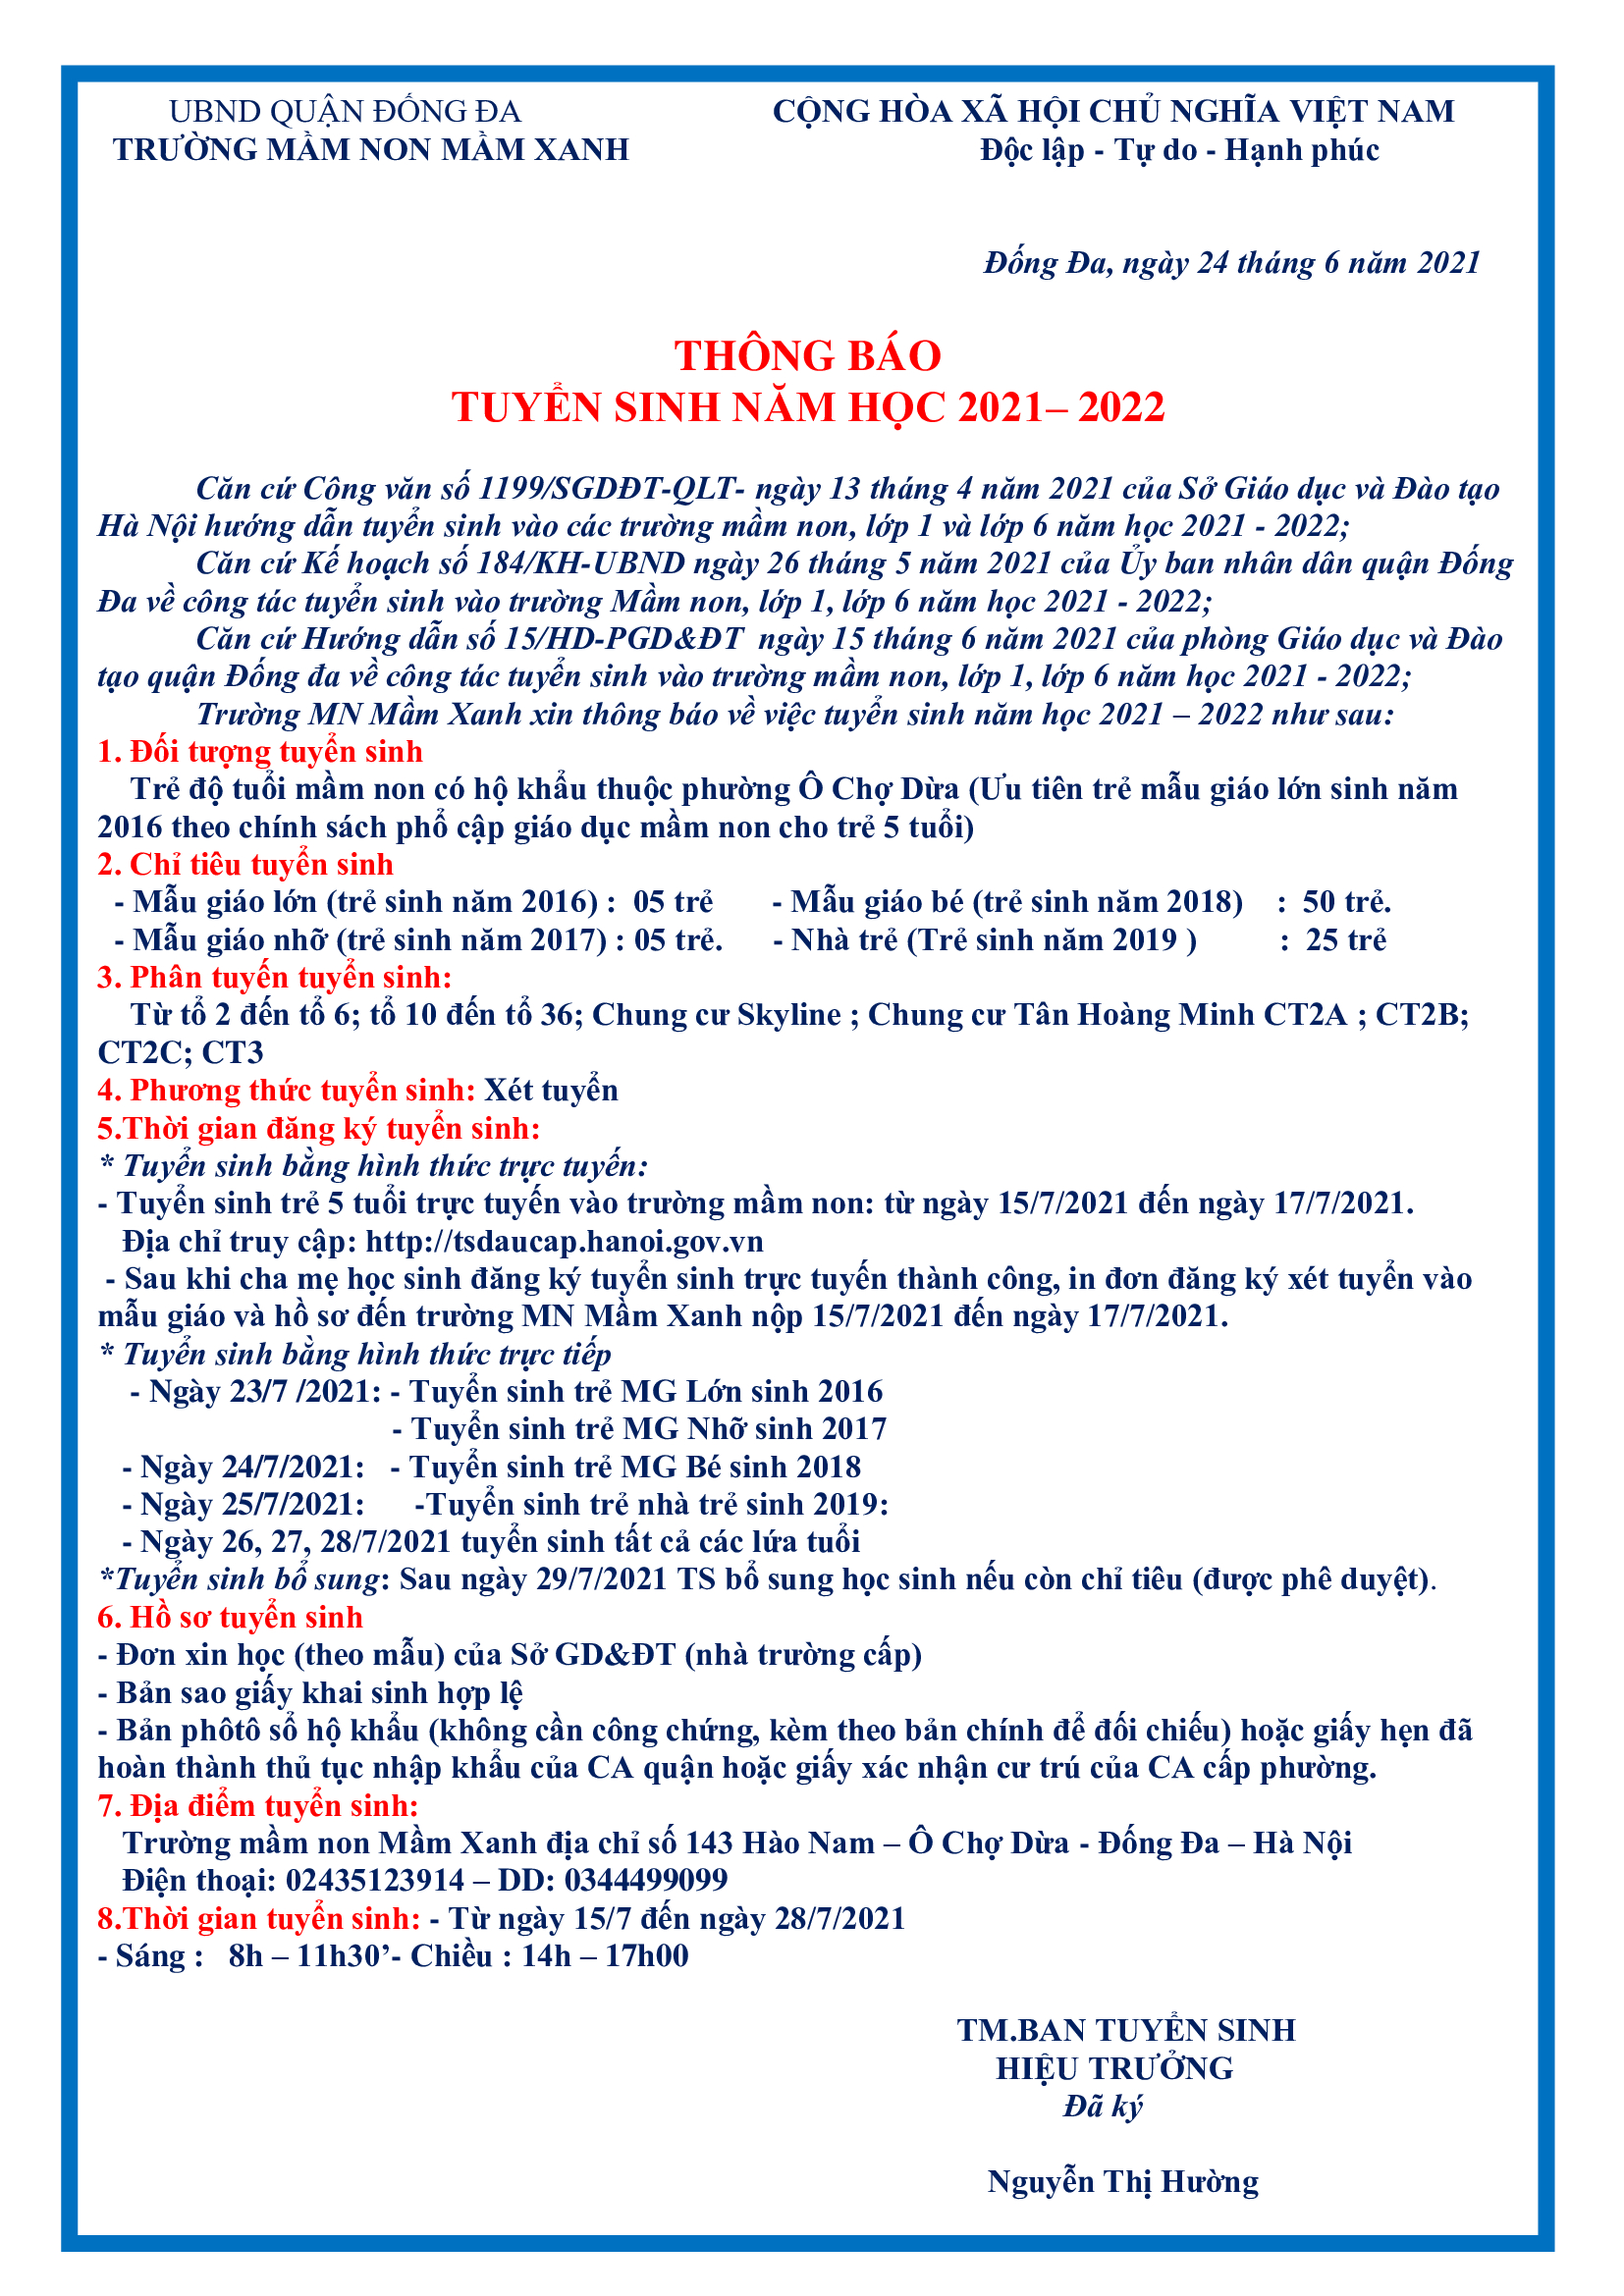 UBND QUẬN ĐỐNG ĐA
CỘNG HÒA XÃ HỘI CHỦ NGHĨA VIỆT NAM
TRƯỜNG MẦM NON MẦM XANH
Độc lập - Tự do - Hạnh phúc
Đống Đa, ngày 24 tháng 6 năm 2021
THÔNG BÁO
TUYỂN SINH NĂM HỌC 2021– 2022
Căn cứ Công văn số 1199/SGDĐT-QLT- ngày 13 tháng 4 năm 2021 của Sở Giáo dục và Đào tạo
Hà Nội hướng dẫn tuyển sinh vào các trường mầm non, lớp 1 và lớp 6 năm học 2021 - 2022;
Căn cứ Kế hoạch số 184/KH-UBND ngày 26 tháng 5 năm 2021 của Ủy ban nhân dân quận Đống
Đa về công tác tuyển sinh vào trường Mầm non, lớp 1, lớp 6 năm học 2021 - 2022;
Căn cứ Hướng dẫn số 15/HD-PGD&ĐT ngày 15 tháng 6 năm 2021 của phòng Giáo dục và Đào
tạo quận Đống đa về công tác tuyển sinh vào trường mầm non, lớp 1, lớp 6 năm học 2021 - 2022;
Trường MN Mầm Xanh xin thông báo về việc tuyển sinh năm học 2021 – 2022 như sau:
1. Đối tượng tuyển sinh
Trẻ độ tuổi mầm non có hộ khẩu thuộc phường Ô Chợ Dừa (Ưu tiên trẻ mẫu giáo lớn sinh năm
2016 theo chính sách phổ cập giáo dục mầm non cho trẻ 5 tuổi)
2. Chỉ tiêu tuyển sinh
- Mẫu giáo lớn (trẻ sinh năm 2016) : 05 trẻ - Mẫu giáo bé (trẻ sinh năm 2018) : 50 trẻ.
- Mẫu giáo nhỡ (trẻ sinh năm 2017) : 05 trẻ. - Nhà trẻ (Trẻ sinh năm 2019 ) : 25 trẻ
3. Phân tuyến tuyển sinh:
Từ tổ 2 đến tổ 6; tổ 10 đến tổ 36; Chung cư Skyline ; Chung cư Tân Hoàng Minh CT2A ; CT2B;
CT2C; CT3
4. Phương thức tuyển sinh: Xét tuyển
5.Thời gian đăng ký tuyển sinh:
* Tuyển sinh bằng hình thức trực tuyến:
- Tuyển sinh trẻ 5 tuổi trực tuyến vào trường mầm non: từ ngày 15/7/2021 đến ngày 17/7/2021.
Địa chỉ truy cập: http://tsdaucap.hanoi.gov.vn
- Sau khi cha mẹ học sinh đăng ký tuyển sinh trực tuyến thành công, in đơn đăng ký xét tuyển vào
mẫu giáo và hồ sơ đến trường MN Mầm Xanh nộp 15/7/2021 đến ngày 17/7/2021.
* Tuyển sinh bằng hình thức trực tiếp
- Ngày 23/7 /2021: - Tuyển sinh trẻ MG Lớn sinh 2016
- Tuyển sinh trẻ MG Nhỡ sinh 2017
- Ngày 24/7/2021: - Tuyển sinh trẻ MG Bé sinh 2018
- Ngày 25/7/2021: -Tuyển sinh trẻ nhà trẻ sinh 2019:
- Ngày 26, 27, 28/7/2021 tuyển sinh tất cả các lứa tuổi
*Tuyển sinh bổ sung: Sau ngày 29/7/2021 TS bổ sung học sinh nếu còn chỉ tiêu (được phê duyệt).
6. Hồ sơ tuyển sinh
- Đơn xin học (theo mẫu) của Sở GD&ĐT (nhà trường cấp)
- Bản sao giấy khai sinh hợp lệ
- Bản phôtô sổ hộ khẩu (không cần công chứng, kèm theo bản chính để đối chiếu) hoặc giấy hẹn đã
hoàn thành thủ tục nhập khẩu của CA quận hoặc giấy xác nhận cư trú của CA cấp phường.
7. Địa điểm tuyển sinh:
Trường mầm non Mầm Xanh địa chỉ số 143 Hào Nam – Ô Chợ Dừa - Đống Đa – Hà Nội
Điện thoại: 02435123914 – DD: 0344499099
8.Thời gian tuyển sinh: - Từ ngày 15/7 đến ngày 28/7/2021
- Sáng : 8h – 11h30’- Chiều : 14h – 17h00
TM.BAN TUYỂN SINH
HIỆU TRƯỞNG
Đã ký
Nguyễn Thị Hường